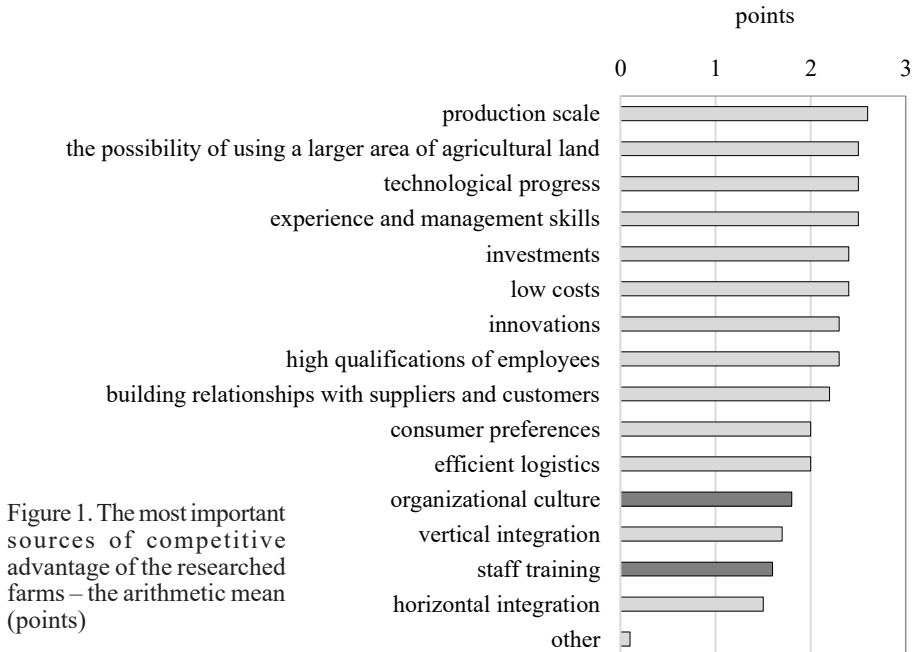 points
0 1 2 3
production scale
the possibility of using a larger area of agricultural land
technological progress
experience and management skills
investments
low costs
innovations
high qualifications of employees
building relationships with suppliers and customers
consumer preferences
efficient logistics
organizational culture
vertical integration
staff training
horizontal integration
other
Figure 1. The most important
sources of competitive
advantage of the researched
farms – the arithmetic mean
(points)